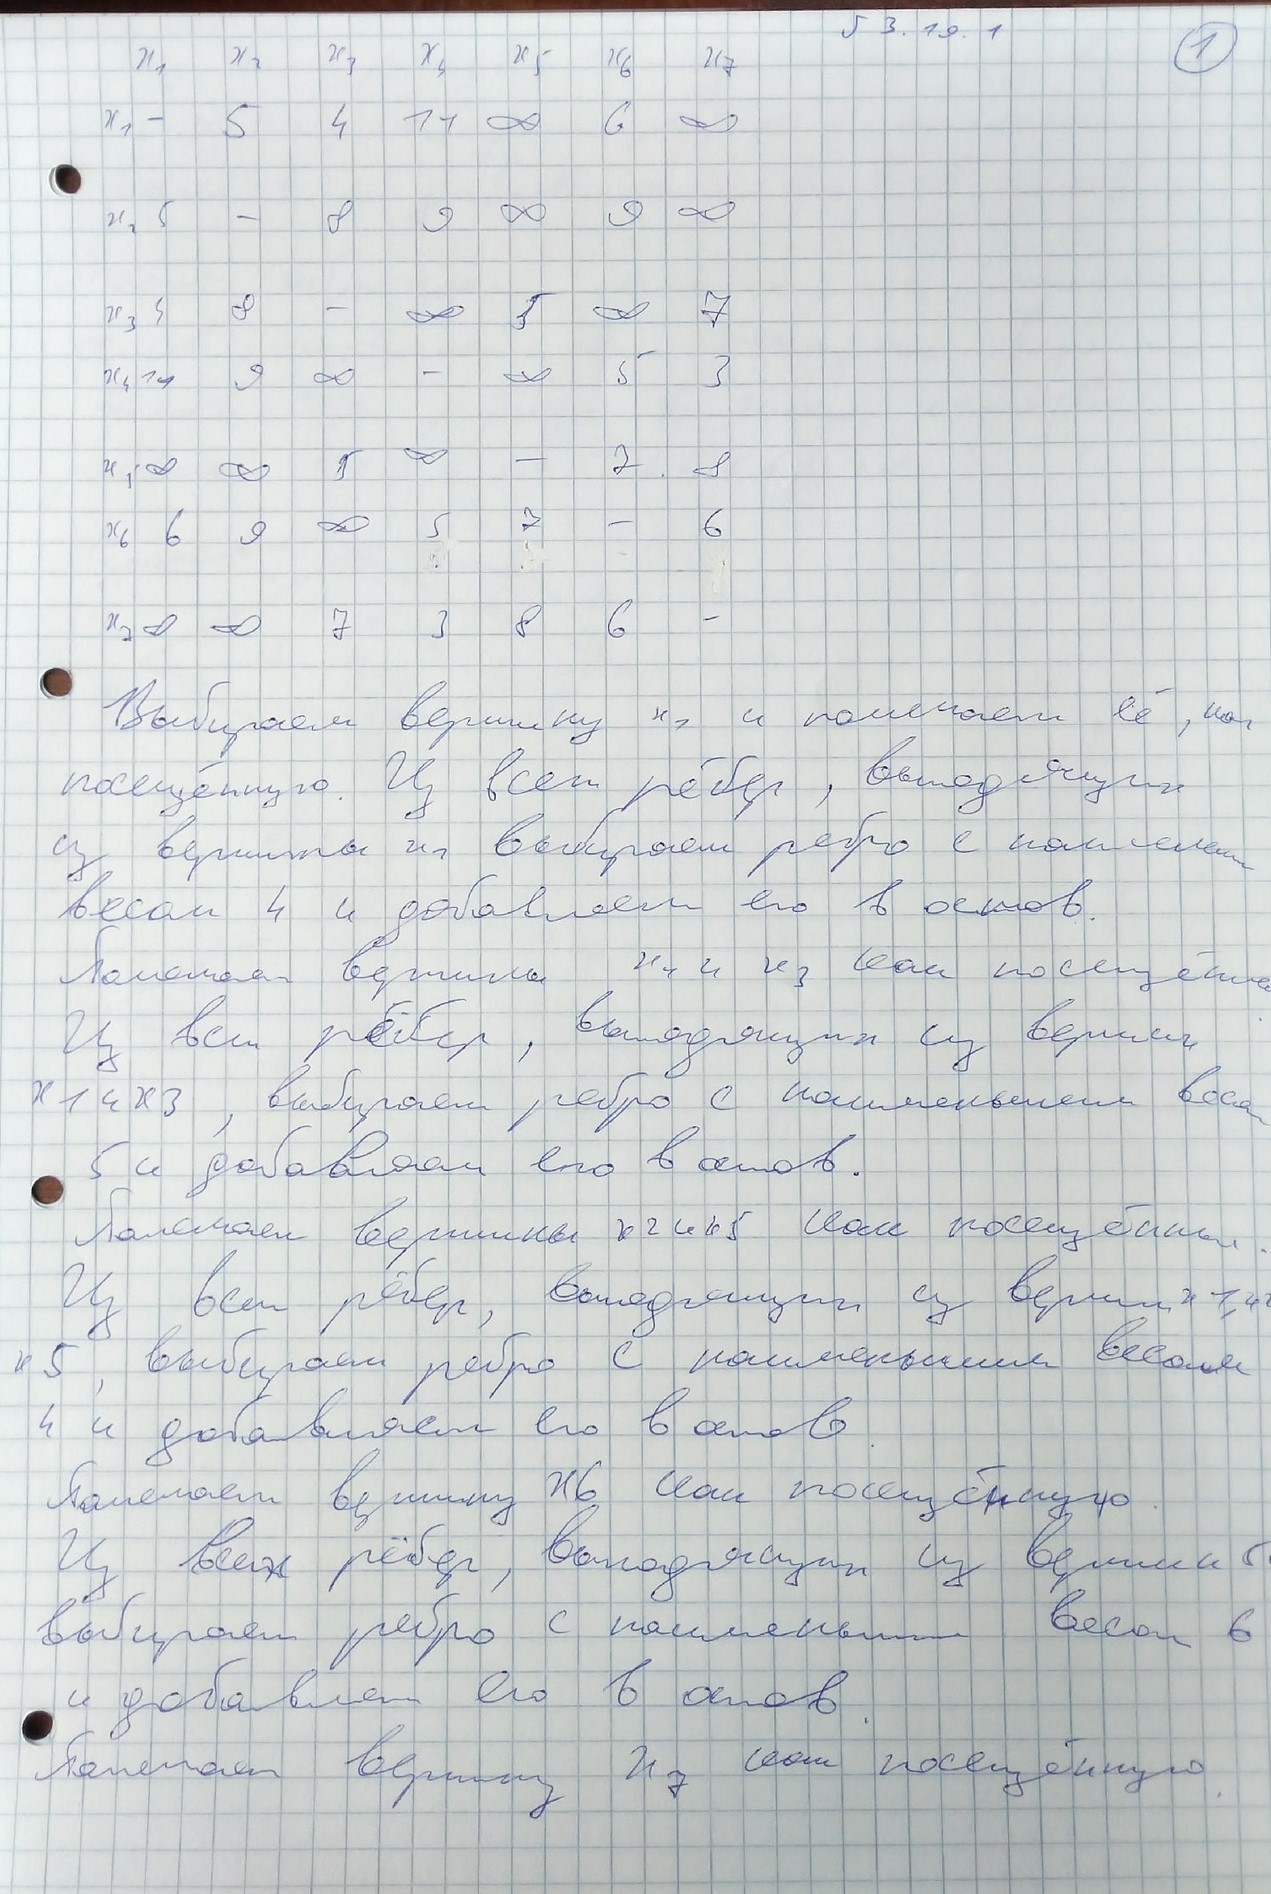 5 3.19.1
1
x1 x2 x3 x4 x5 x6 x7
x1 - 5 4 11 ∞ 6 ∞
x2 5 - 8 9 ∞ 9 ∞
x3 4 8 - ∞ 5 ∞ 7
x4 11 9 ∞ - ∞ 5 3
x5 ∞ ∞ 5 ∞ - 7 8
x6 6 9 ∞ 5 7 - 6
x7 ∞ ∞ 7 3 8 6 -
Выбираем вершину x1 и помечаем её, как
посещённую. Из всех рёбер, выходящих
из вершины x1 выбираем ребро с
весом 4 и добавляем его в остов.
Помечаем вершины x1 и x3 как посещённые
Из всех рёбер, выходящих из вершин
x1 и x3, выбираем ребро с наименьшим весом
5 и добавляем его в остов.
Помечаем вершины x2 и x5 как посещённые.
Из всех рёбер, выходящих из вершин x1,
x5, выбираем ребро с наименьшим весом
4 и добавляем его в остов.
Помечаем вершину x6 как посещённую.
Из всех рёбер, выходящих из вершин
выбираем ребро с наименьшим весом 6
и добавляем его в остов.
Помечаем вершину x7 как посещённую.